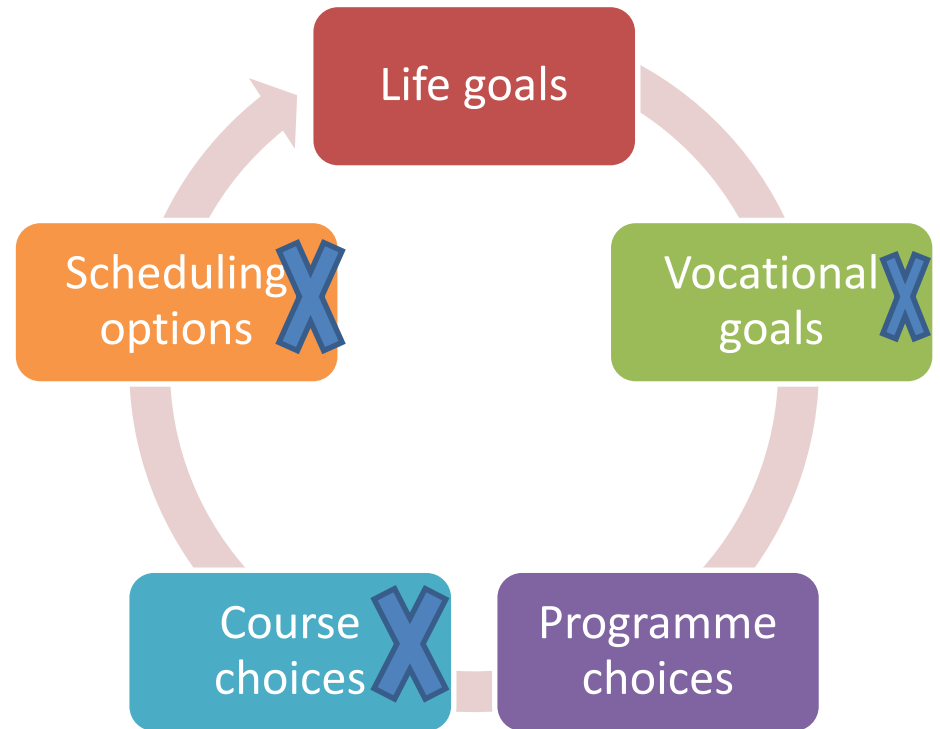 Life goals
Vocational
goals
Programme
choices
Course
choices
Scheduling
options